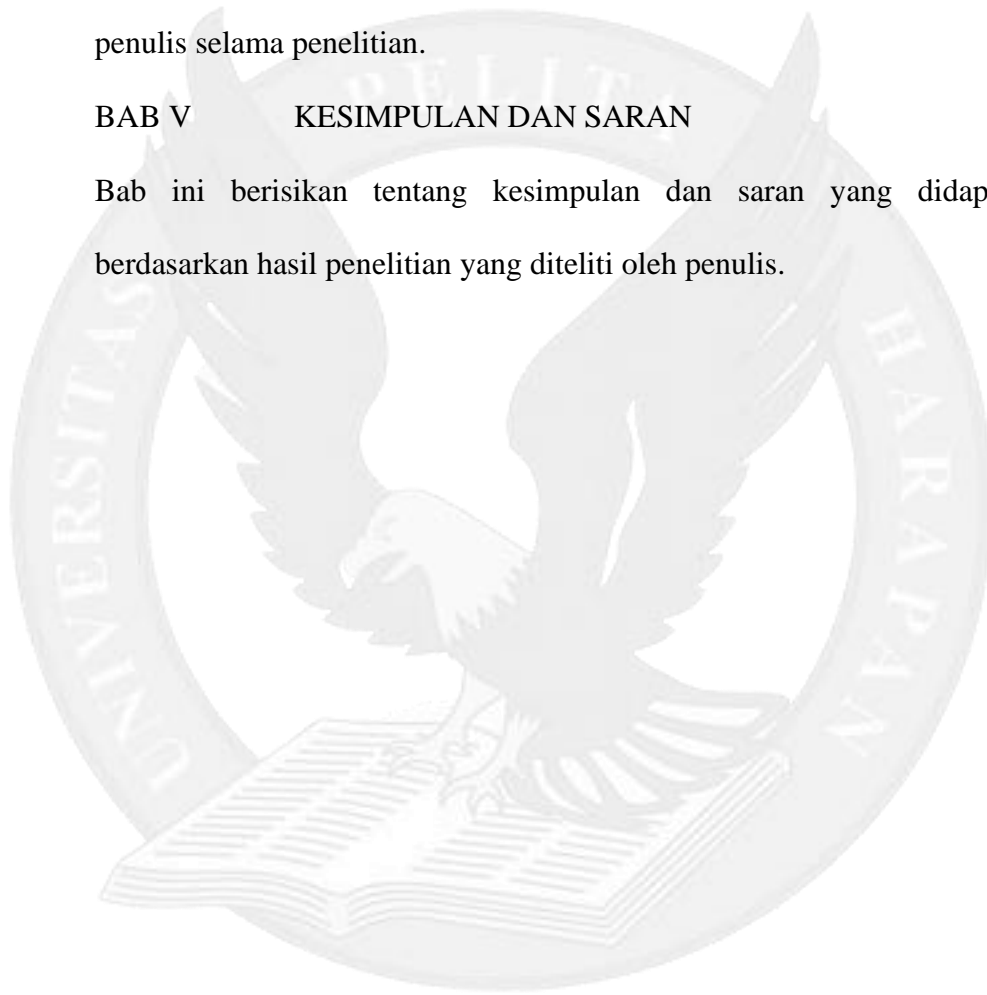 penulis selama penelitian.
BAB V KESIMPULAN DAN SARAN
Bab ini berisikan tentang kesimpulan dan saran yang didap
berdasarkan hasil penelitian yang diteliti oleh penulis.
UNIVERSITAS PELITA HARAPAN